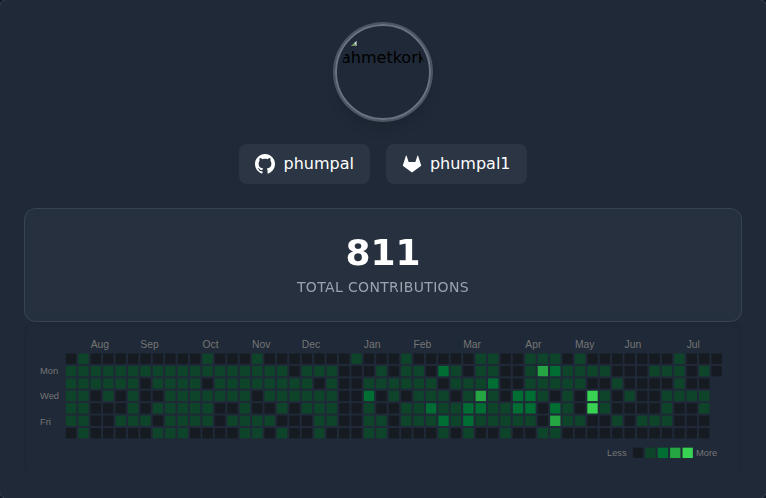 ahmetkork
phumpal phumpal1
811
TOTAL CONTRIBUTIONS
Aug Sep Oct Nov Dec Jan Feb Mar Apr May Jun Jul
Mon
Wed
Fri
Less More